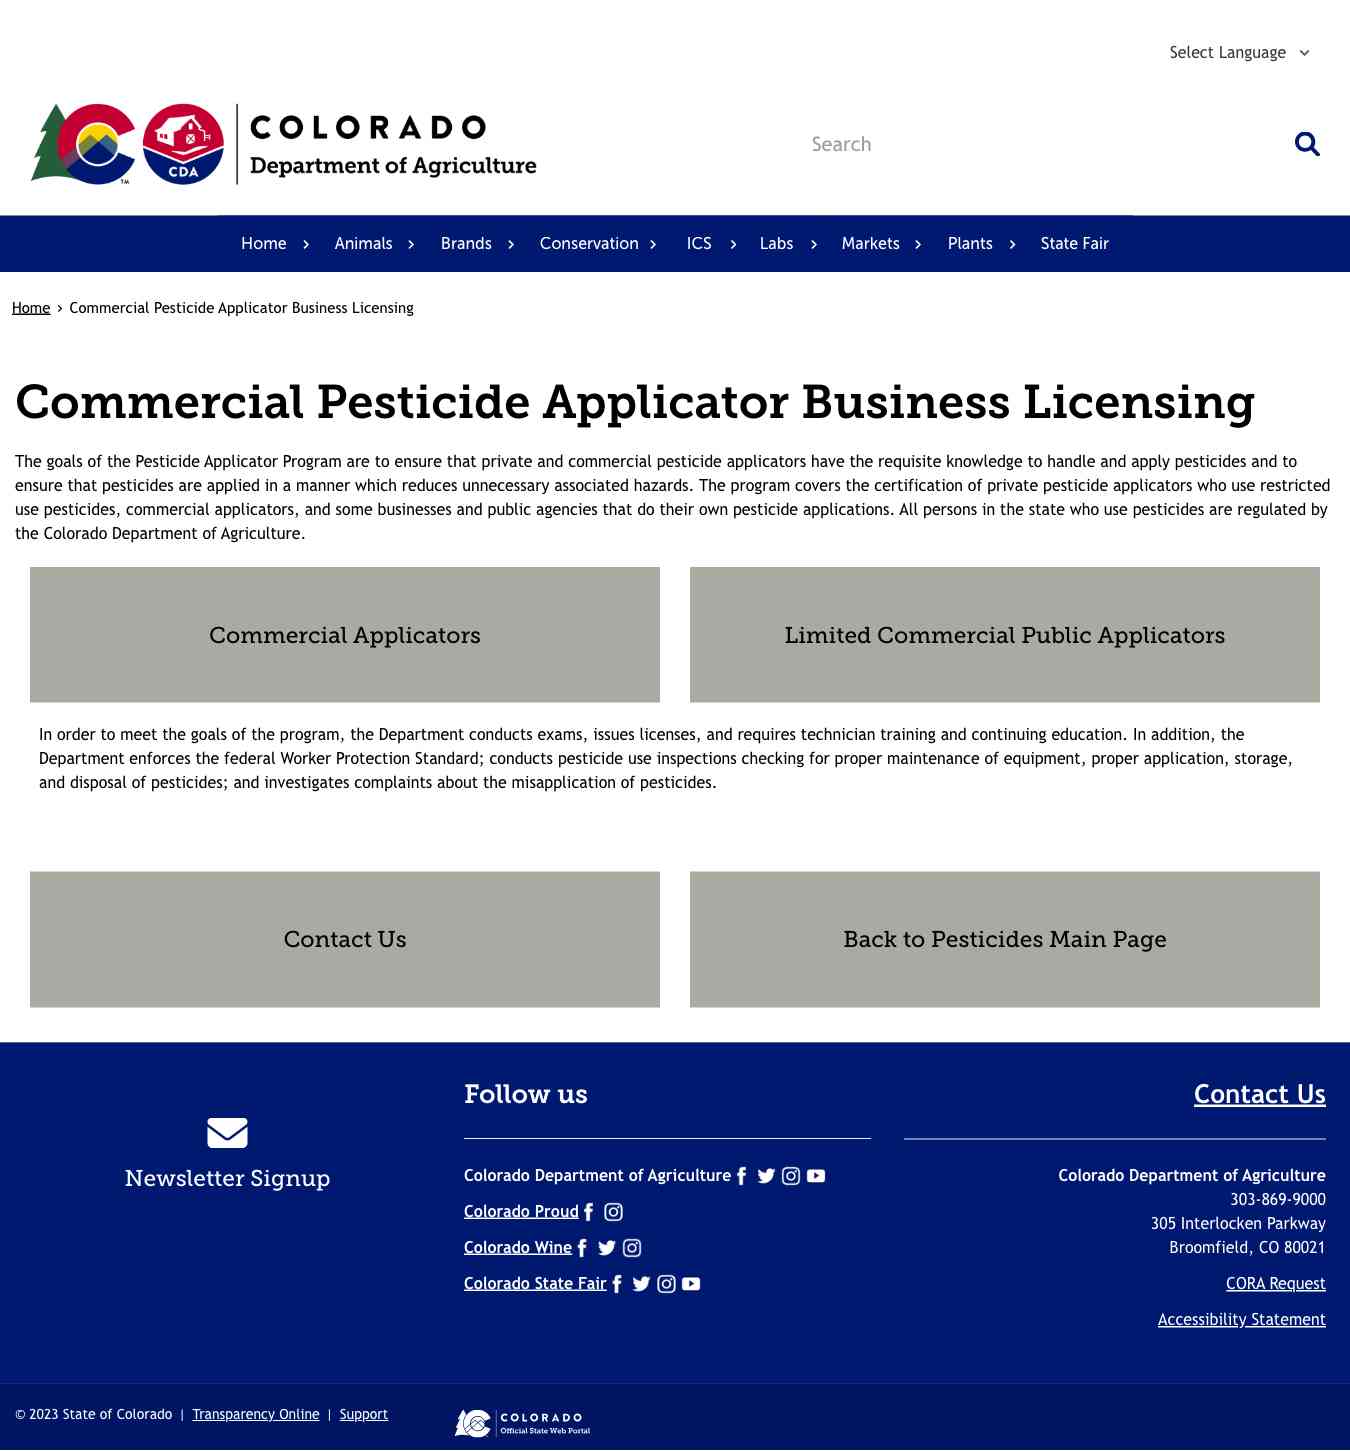 Select Language
COLORADO
Department of Agriculture
CDA
TM
Search
Home Animals Brands Conservation ICS Labs Markets Plants State Fair
Home › Commercial Pesticide Applicator Business Licensing
Commercial Pesticide Applicator Business Licensing
The goals of the Pesticide Applicator Program are to ensure that private and commercial pesticide applicators have the requisite knowledge to handle and apply pesticides and to
ensure that pesticides are applied in a manner which reduces unnecessary associated hazards. The program covers the certification of private pesticide applicators who use restricted
use pesticides, commercial applicators, and some businesses and public agencies that do their own pesticide applications. All persons in the state who use pesticides are regulated by
the Colorado Department of Agriculture.
Commercial Applicators
Limited Commercial Public Applicators
In order to meet the goals of the program, the Department conducts exams, issues licenses, and requires technician training and continuing education. In addition, the
Department enforces the federal Worker Protection Standard; conducts pesticide use inspections checking for proper maintenance of equipment, proper application, storage,
and disposal of pesticides; and investigates complaints about the misapplication of pesticides.
Contact Us
Back to Pesticides Main Page
Newsletter Signup
Follow us
Colorado Department of Agriculture
Colorado Proud
Colorado Wine
Colorado State Fair
Contact Us
Colorado Department of Agriculture
303-869-9000
305 Interlocken Parkway
Broomfield, CO 80021
CORA Request
Accessibility Statement
© 2023 State of Colorado | Transparency Online | Support
COLORADO
Official State Web Portal